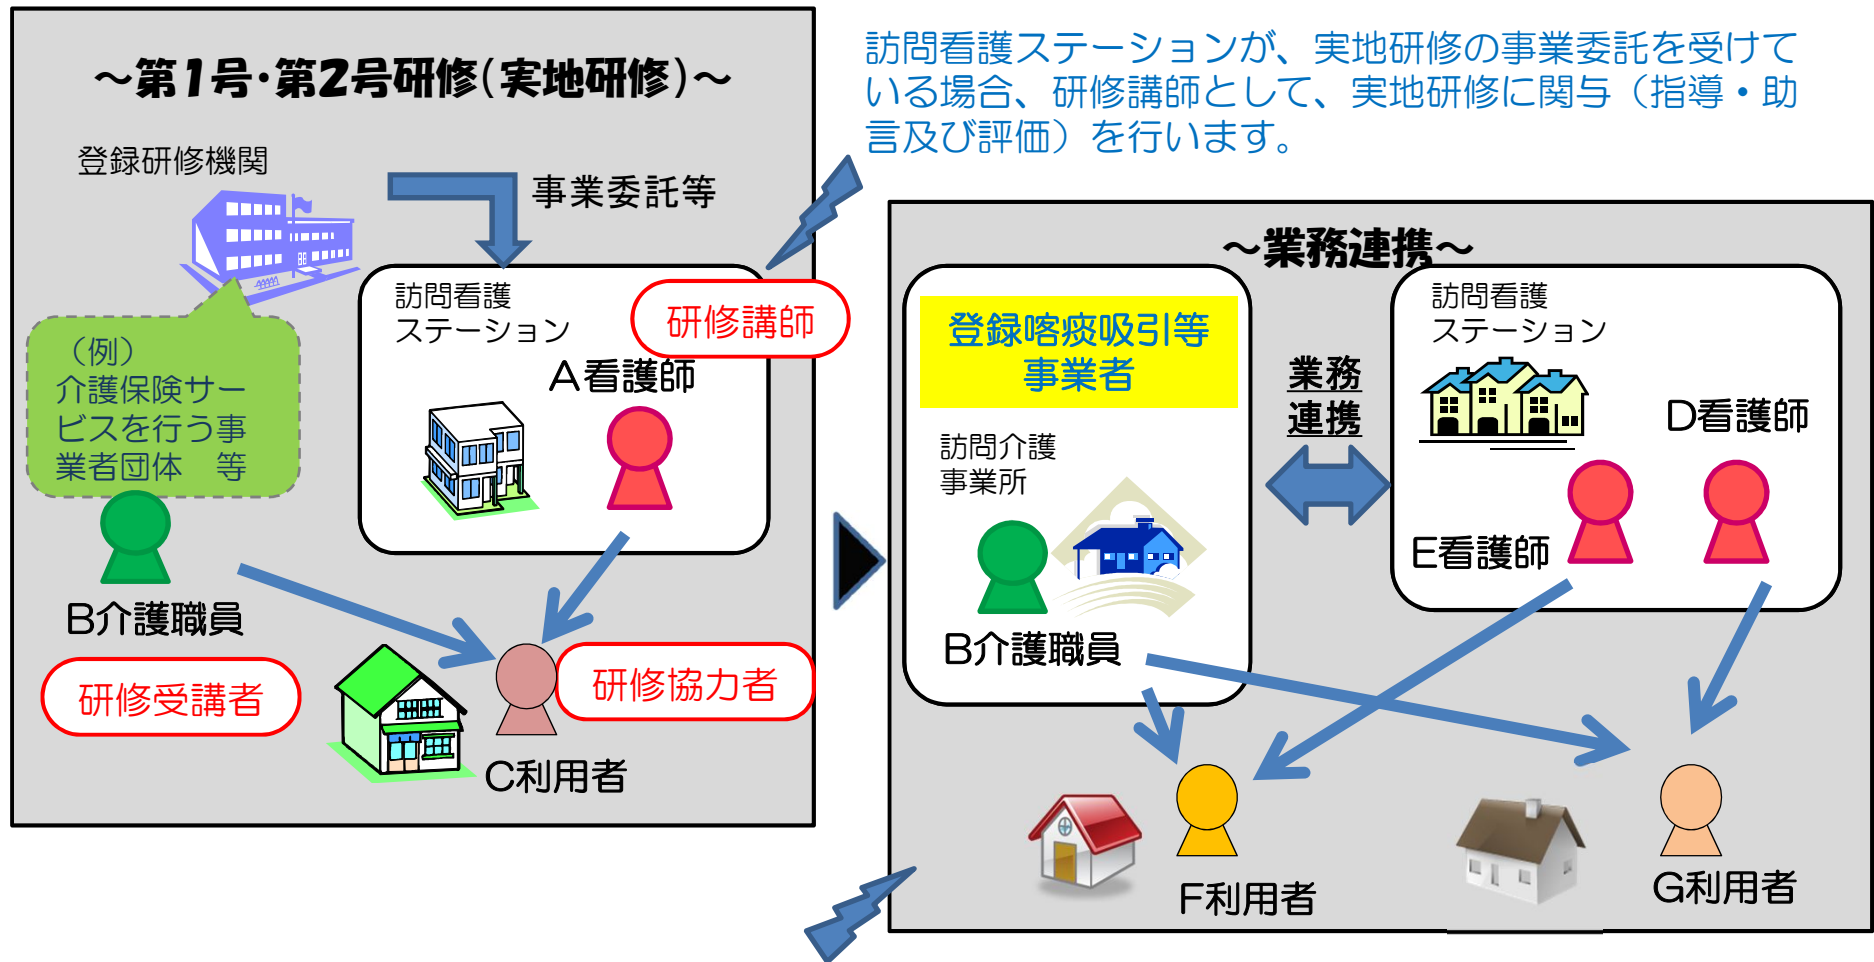 ～第１号･第２号研修(実地研修)～
登録研修機関
事業委託等
訪問看護
ステーション
研修講師
A看護師
（例）
介護保険サー
ビスを行う事
業者団体　等
B介護職員
研修受講者
研修協力者
C利用者
訪問看護ステーションが、実地研修の事業委託を受けて
いる場合、研修講師として、実地研修に関与（指導・助
言及び評価）を行います。
～業務連携～
登録喀痰吸引等
事業者
訪問介護
事業所
B介護職員
業務
連携
訪問看護
ステーション
D看護師
E看護師
F利用者
G利用者